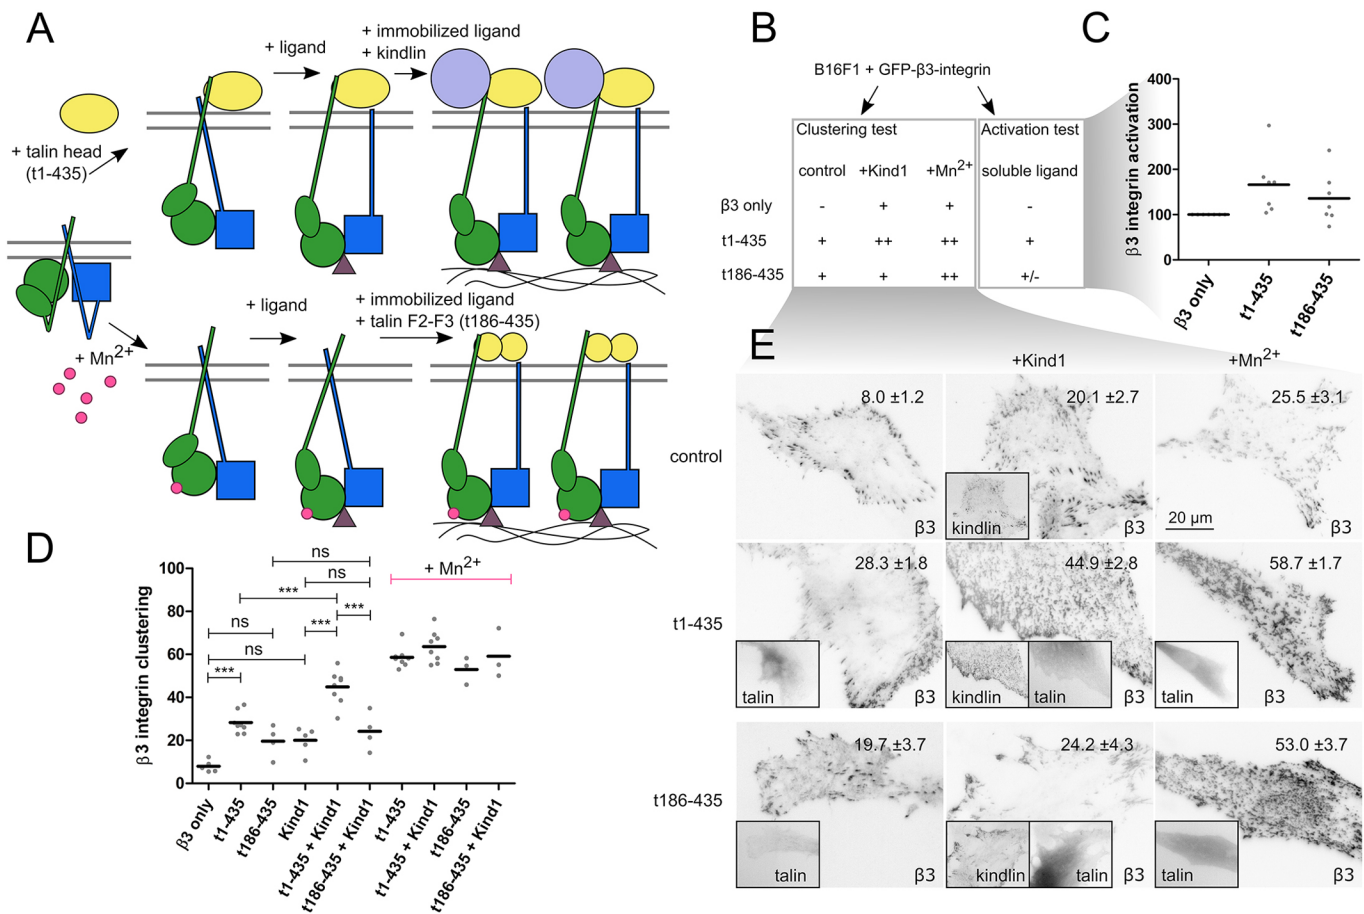 A
+ ligand
+ immobilized ligand
+ kindlin
+ talin head
(t1-435)
+ Mn2+
+ ligand
+ immobilized ligand
+ talin F2-F3 (t186-435)
B
B16F1 + GFP-β3-integrin
Clustering test
Activation test
control +Kind1 +Mn2+ soluble ligand
β3 only - + + -
t1-435 + ++ ++ +
t186-435 + + ++ +/-
C
β3 integrin activation
400
300
200
100
0
β3 only
t1-435
t186-435
D
β3 integrin clustering
100
80
60
40
20
0
ns
ns
+ Mn2+
***
***
ns
***
ns
***
β3 only
t1-435
t186-435
Kind1
t1-435 + Kind1
t186-435 + Kind1
t1-435
t1-435 + Kind1
t186-435
t186-435 + Kind1
E
+Kind1
+Mn2+
control
8.0 ±1.2
β3
20.1 ±2.7
kindlin
β3
25.5 ±3.1
20 µm
β3
t1-435
28.3 ±1.8
talin
β3
44.9 ±2.8
kindlin
talin
β3
58.7 ±1.7
talin
β3
t186-435
19.7 ±3.7
talin
β3
24.2 ±4.3
kindlin
talin
β3
53.0 ±3.7
talin
β3